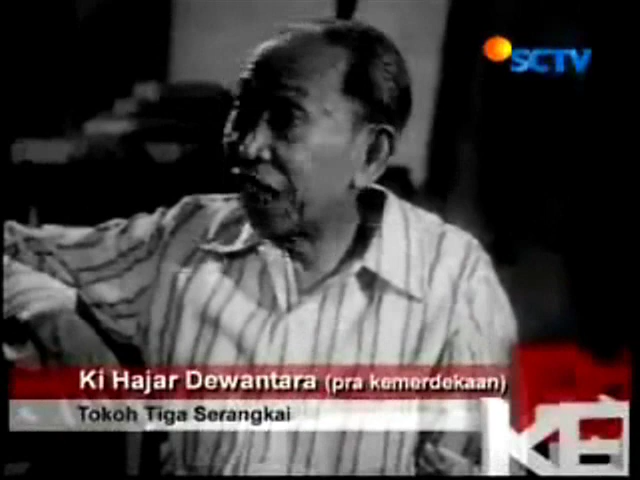 SCTV
Ki Hajar Dewantara (pra kemerdekaan)
Tokoh Tiga Serangkai